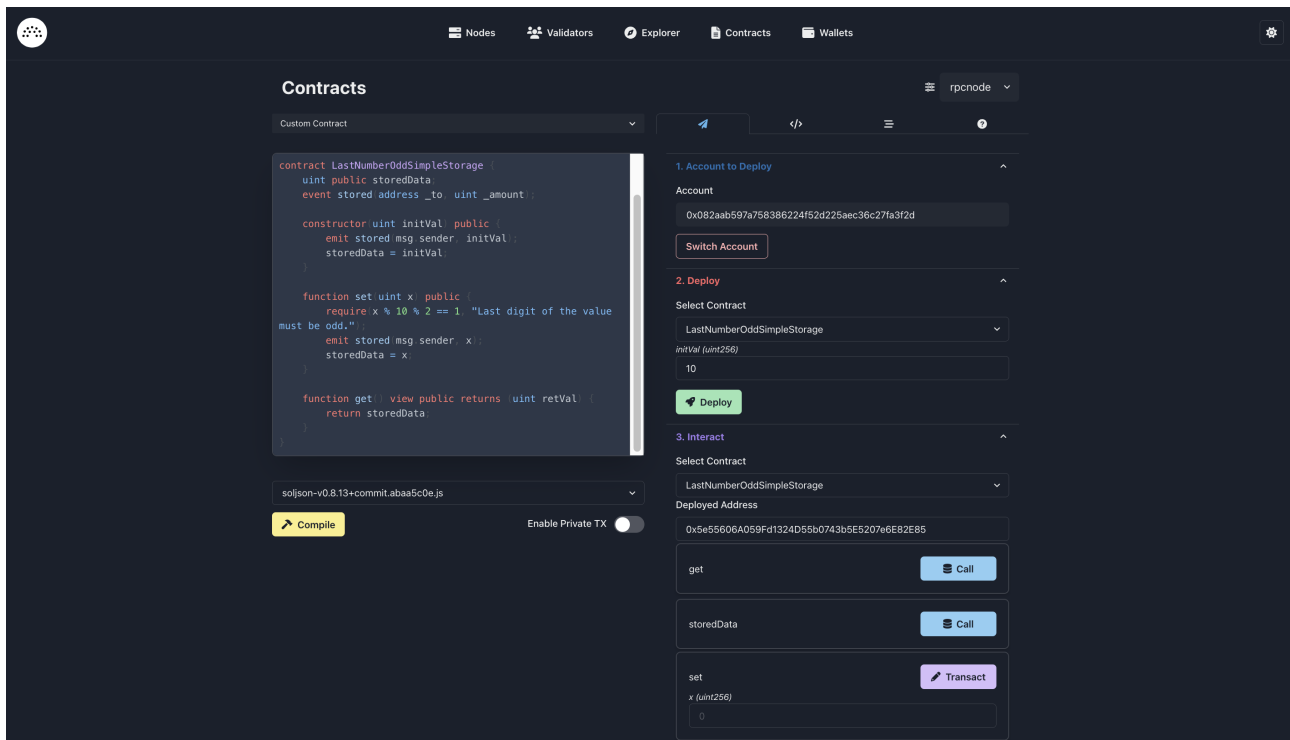 Nodes Validators Explorer Contracts Wallets
Contracts
rpcnode
Custom Contract
contract LastNumberOddSimpleStorage {
uint public storedData;
event stored(address _to, uint _amount);
constructor(uint initVal) public {
emit stored(msg.sender, initVal);
storedData = initVal;
}
function set(uint x) public {
require(x % 10 % 2 == 1, "Last digit of the value
must be odd.");
emit stored(msg.sender, x);
storedData = x;
}
function get() view public returns (uint retVal) {
return storedData;
}
}
soljson-v0.8.13+commit.abaa5c0e.js
Compile
Enable Private TX
</>
?
1. Account to Deploy
Account
0x082aab597a758386224f52d225aec36c27fa3f2d
Switch Account
2. Deploy
Select Contract
LastNumberOddSimpleStorage
initVal (uint256)
10
Deploy
3. Interact
Select Contract
LastNumberOddSimpleStorage
Deployed Address
0x5e55606A059Fd1324D55b0743b5E5207e6E82E85
get
Call
storedData
Call
set
Transact
x (uint256)
0